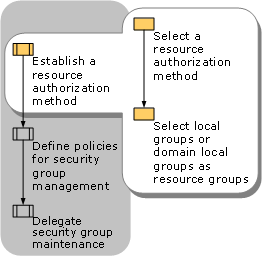 Establish a
resource
authorization
method
Define policies
for security
group
management
Delegate
security group
maintenance
Select a
resource
authorization
method
Select local
groups or
domain local
groups as
resource groups